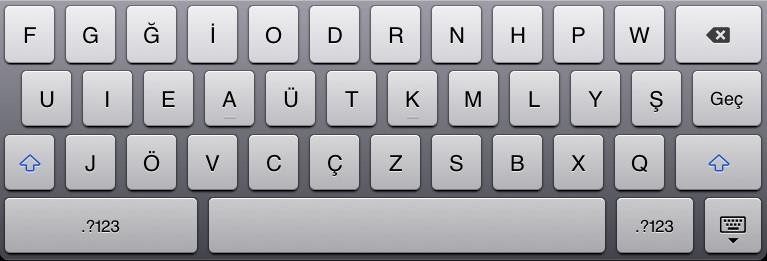 F G Ğ İ O D R N H P W
U I E A Ü T K M L Y Ş Geç
J Ö V C Ç Z S B X Q
.?123 .?123